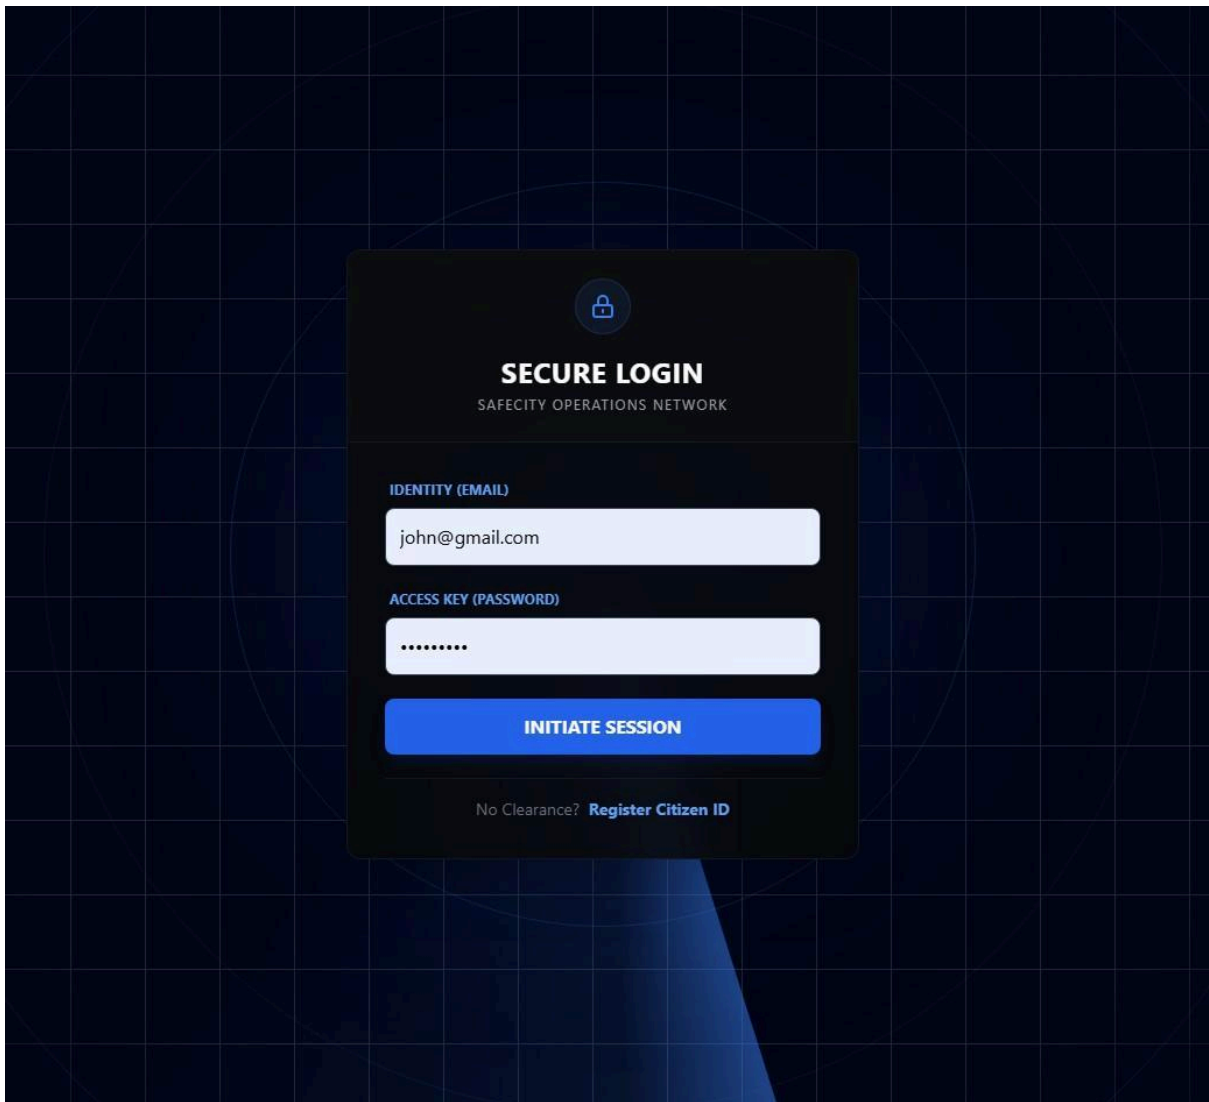 SECURE LOGIN
SAFECITY OPERATIONS NETWORK
IDENTITY (EMAIL)
john@gmail.com
ACCESS KEY (PASSWORD)
•••••••••
INITIATE SESSION
No Clearance? Register Citizen ID